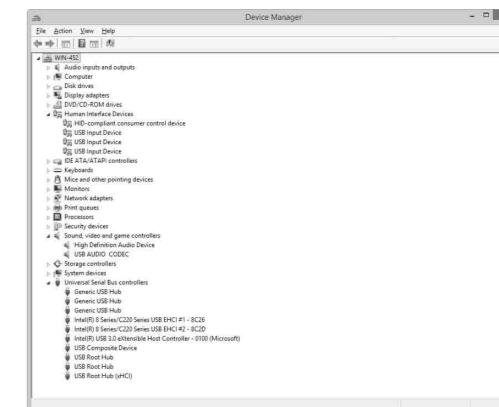 Device Manager
File Action View Help
WIN-452
Audio inputs and outputs
Computer
Disk drives
Display adapters
DVD/CD-ROM drives
Human Interface Devices
HID-compliant consumer control device
USB Input Device
USB Input Device
USB Input Device
IDE ATA/ATAPI controllers
Keyboards
Mice and other pointing devices
Monitors
Network adapters
Print queues
Processors
Security devices
Sound, video and game controllers
High Definition Audio Device
USB AUDIO CODEC
Storage controllers
System devices
Universal Serial Bus controllers
Generic USB Hub
Generic USB Hub
Generic USB Hub
Intel(R) 8 Series/C220 Series USB EHCI #1 - 8C26
Intel(R) 8 Series/C220 Series USB EHCI #2 - 8C2D
Intel(R) USB 3.0 eXtensible Host Controller - 0100 (Microsoft)
USB Composite Device
USB Root Hub
USB Root Hub
USB Root Hub (xHCI)